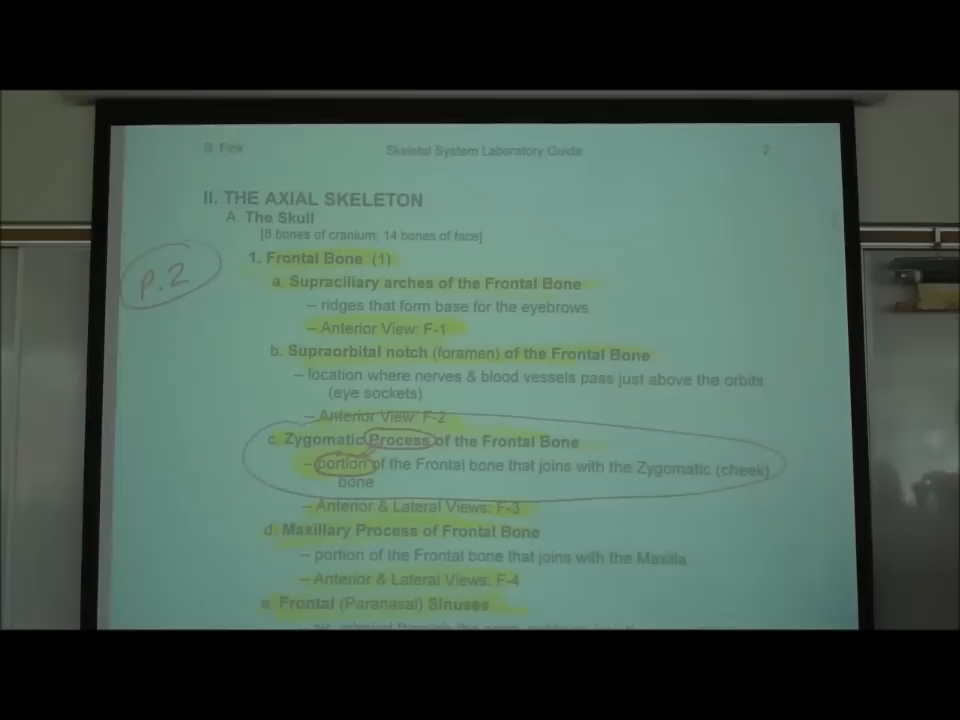 S. Fink Skeletal System Laboratory Guide 2
II. THE AXIAL SKELETON
A. The Skull
[8 bones of cranium; 14 bones of face]
p.2
1. Frontal Bone (1)
a. Supraciliary arches of the Frontal Bone
– ridges that form base for the eyebrows
– Anterior View: F-1
b. Supraorbital notch (foramen) of the Frontal Bone
– location where nerves & blood vessels pass just above the orbits
(eye sockets)
– Anterior View: F-2
c. Zygomatic Process of the Frontal Bone
– portion of the Frontal bone that joins with the Zygomatic (cheek)
bone
– Anterior & Lateral Views: F-3
d. Maxillary Process of Frontal Bone
– portion of the Frontal bone that joins with the Maxilla
– Anterior & Lateral Views: F-4
e. Frontal (Paranasal) Sinuses